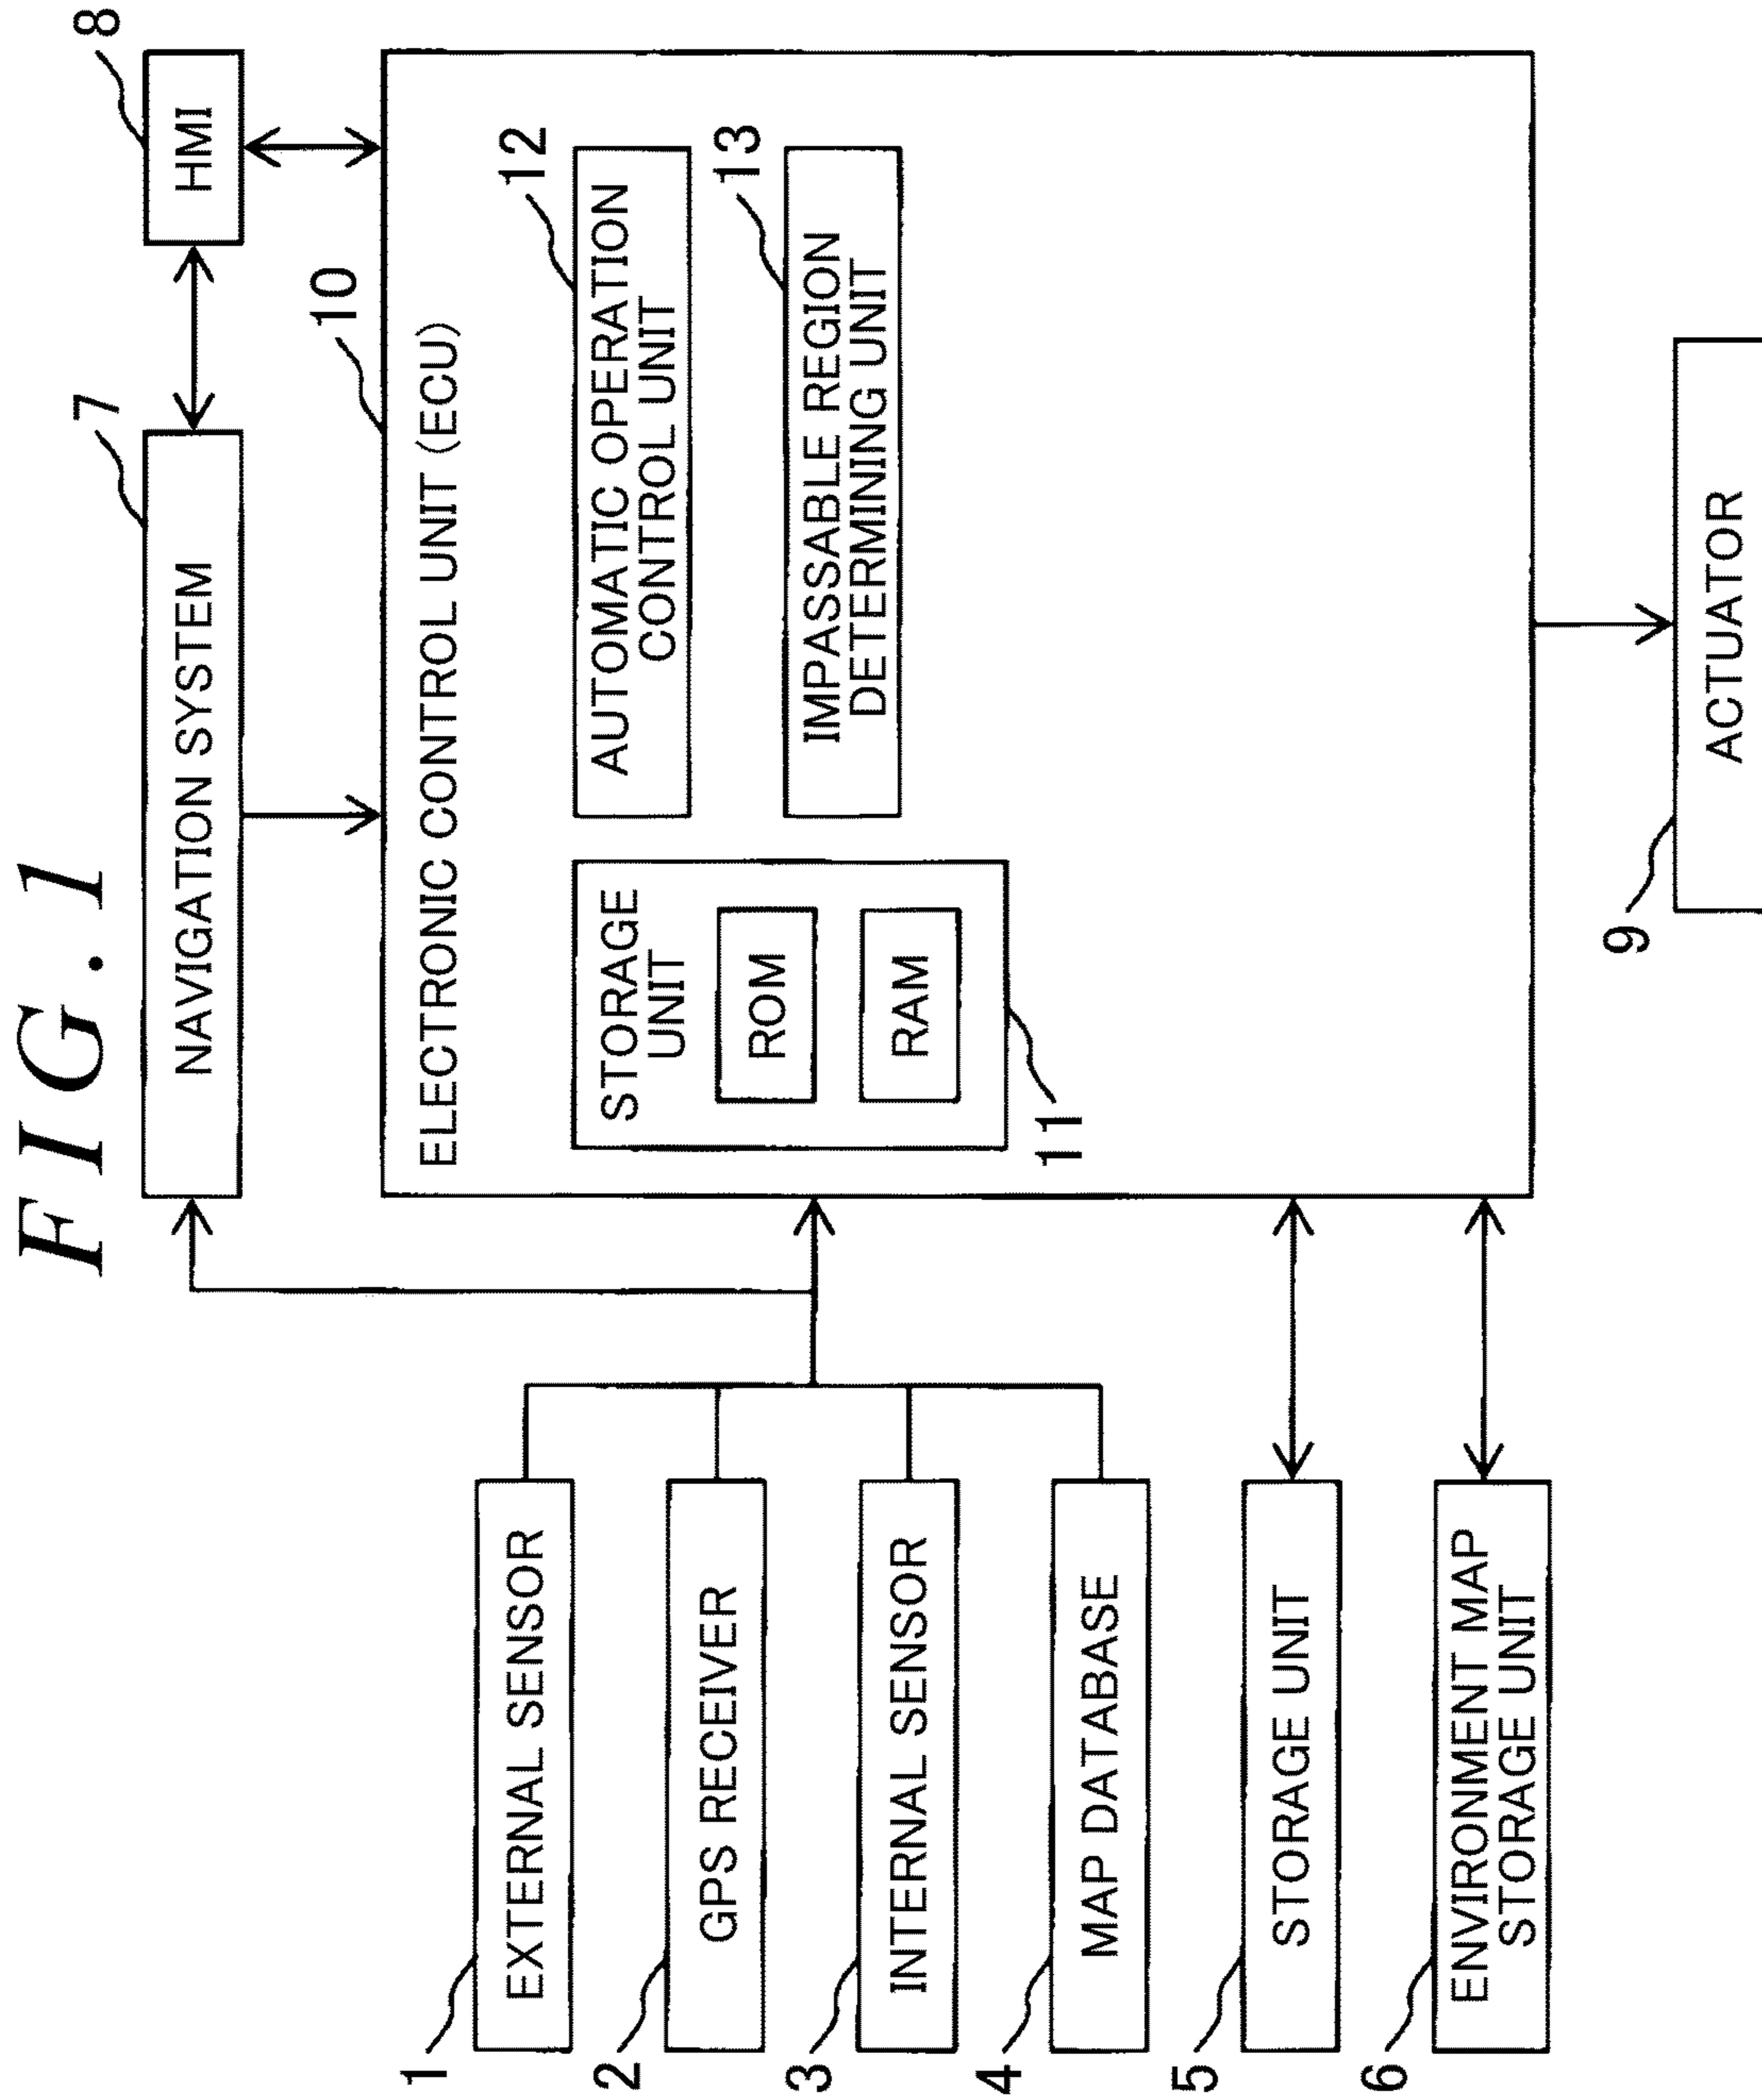 FIG.1
1
EXTERNAL SENSOR
2
GPS RECEIVER
3
INTERNAL SENSOR
4
MAP DATABASE
5
STORAGE UNIT
6
ENVIRONMENT MAP
STORAGE UNIT
7
NAVIGATION SYSTEM
8
HMI
10
ELECTRONIC CONTROL UNIT (ECU)
STORAGE
UNIT
ROM
RAM
11
12
AUTOMATIC OPERATION
CONTROL UNIT
13
IMPASSABLE REGION
DETERMINING UNIT
9
ACTUATOR